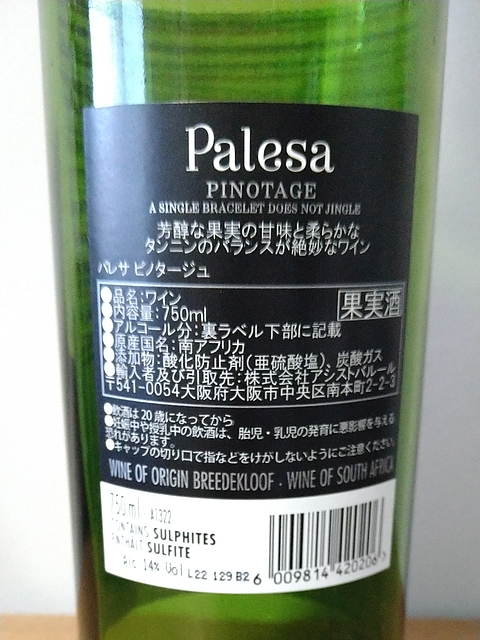 Palesa
PINOTAGE
A SINGLE BRACELET DOES NOT JINGLE
芳醇な果実の甘味と柔らかな
タンニンのバランスが絶妙なワイン
パレサ ピノタージュ
●品名:ワイン
果実酒
●内容量:750ml
●アルコール分:裏ラベル下部に記載
●原産国名:南アフリカ
●添加物:酸化防止剤(亜硫酸塩)、炭酸ガス
●輸入者及び引取先:株式会社アシストバルール
〒541-0054大阪府大阪市中央区南本町2-2-3
●飲酒は20歳になってから
●妊娠中や授乳中の飲酒は、胎児・乳児の発育に悪影響を与える
恐れがあります。
●キャップの切り口で指などをけがしないようにご注意ください。
WINE OF ORIGIN BREEDEKLOOF · WINE OF SOUTH AFRICA
750 ml A1322
CONTAINS SULPHITES
ENTHALT SULFITE
Alc 14% Vol L22 129 B2
6 009814 420206